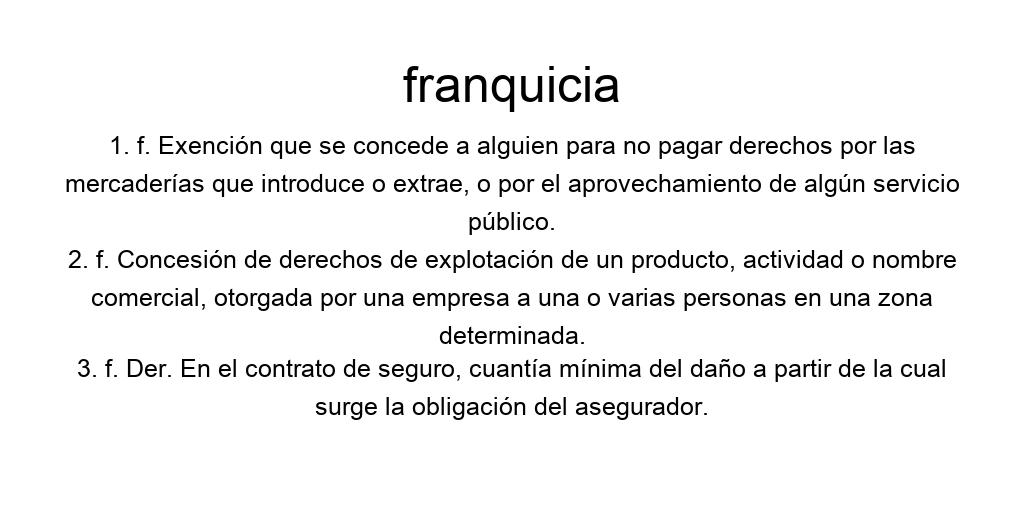 franquicia
1. f. Exención que se concede a alguien para no pagar derechos por las
mercaderías que introduce o extrae, o por el aprovechamiento de algún servicio
público.
2. f. Concesión de derechos de explotación de un producto, actividad o nombre
comercial, otorgada por una empresa a una o varias personas en una zona
determinada.
3. f. Der. En el contrato de seguro, cuantía mínima del daño a partir de la cual
surge la obligación del asegurador.